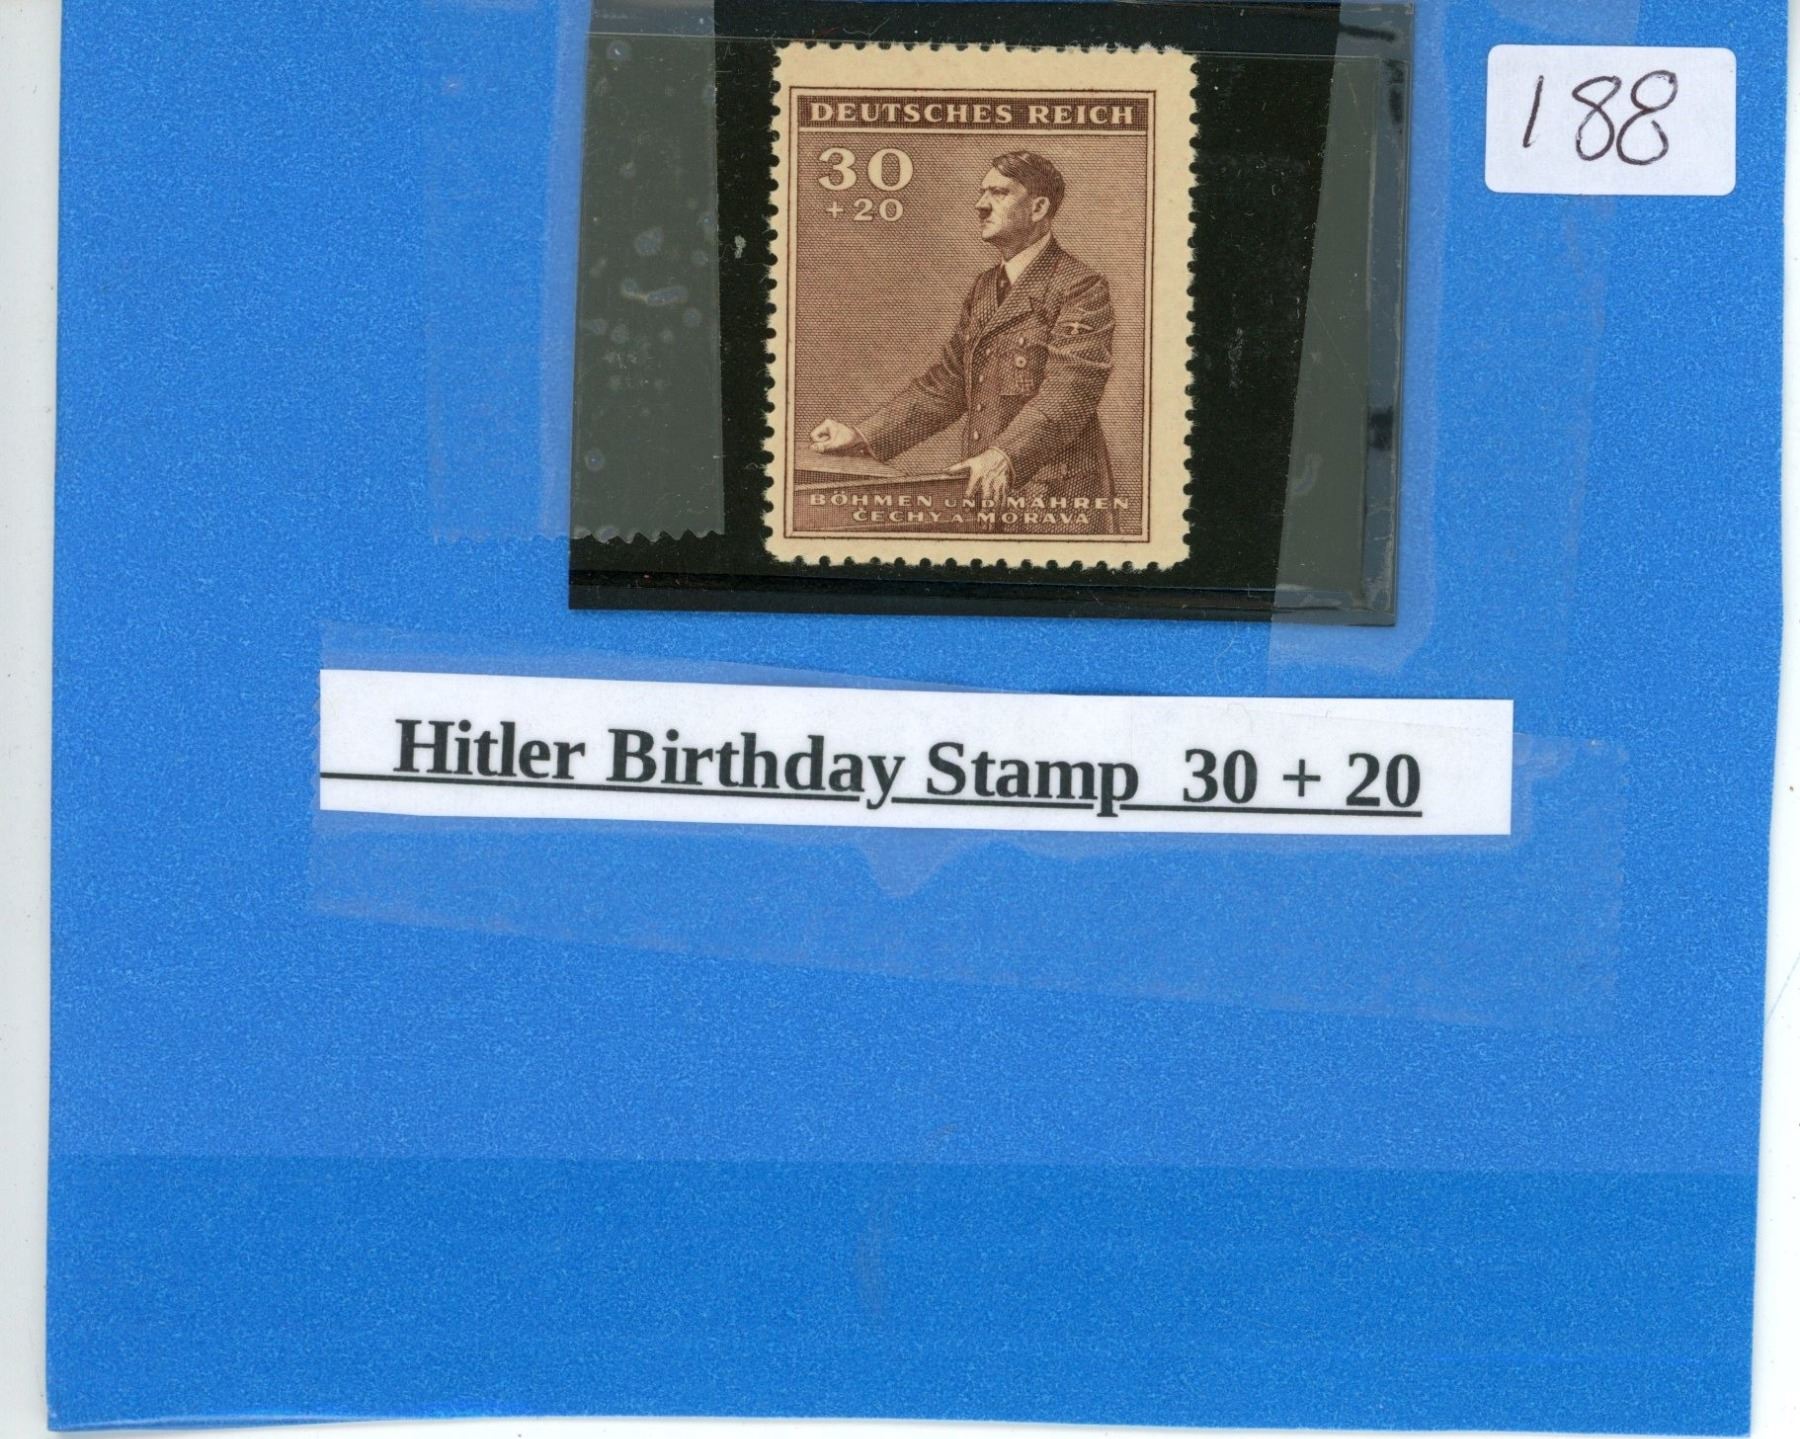 188
DEUTSCHES REICH
30
+20
BÖHMEN UND MÄHREN
ČECHY A MORAVA
Hitler Birthday Stamp 30 + 20